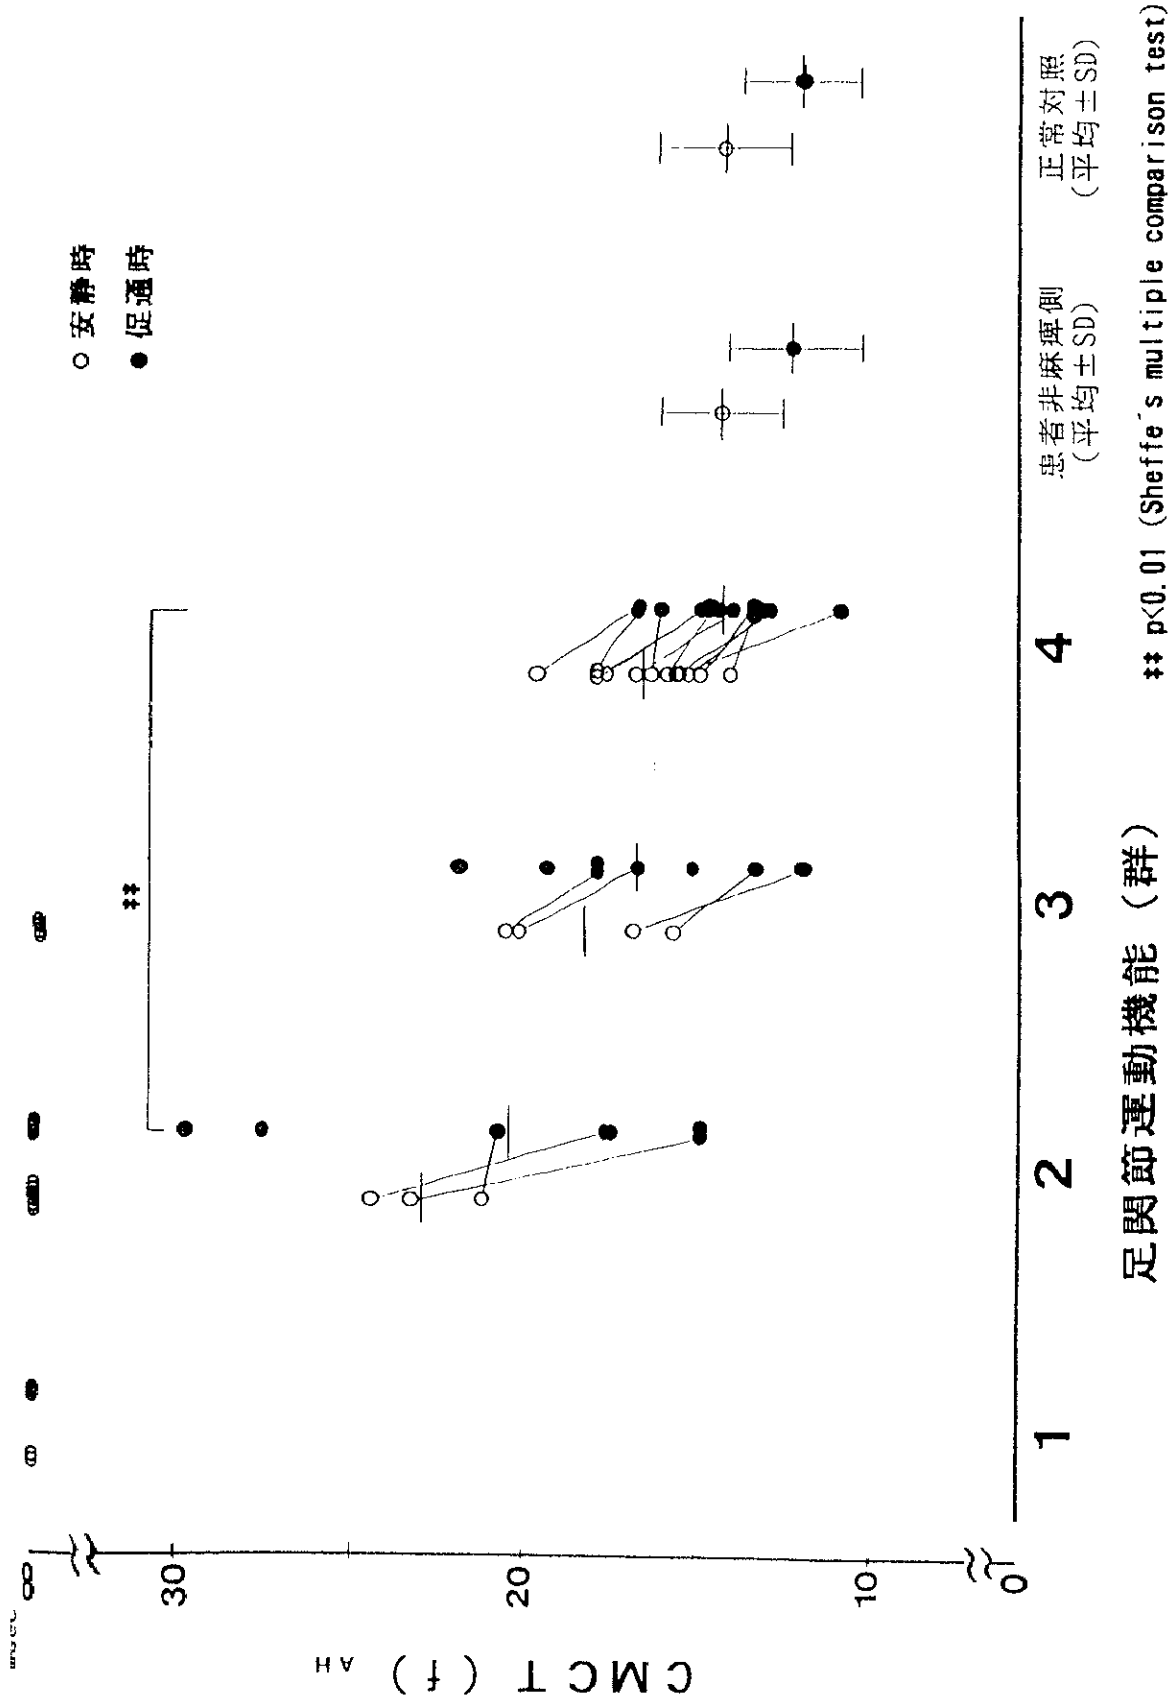 msec
∞
30
20
10
0
CMCT (f) AH
○ 安静時
● 促通時
‡‡
1
2
3
4
患者非麻痺側
(平均±SD)
正常対照
(平均±SD)
足関節運動機能 (群)
‡‡ p<0.01 (Sheffe's multiple comparison test)